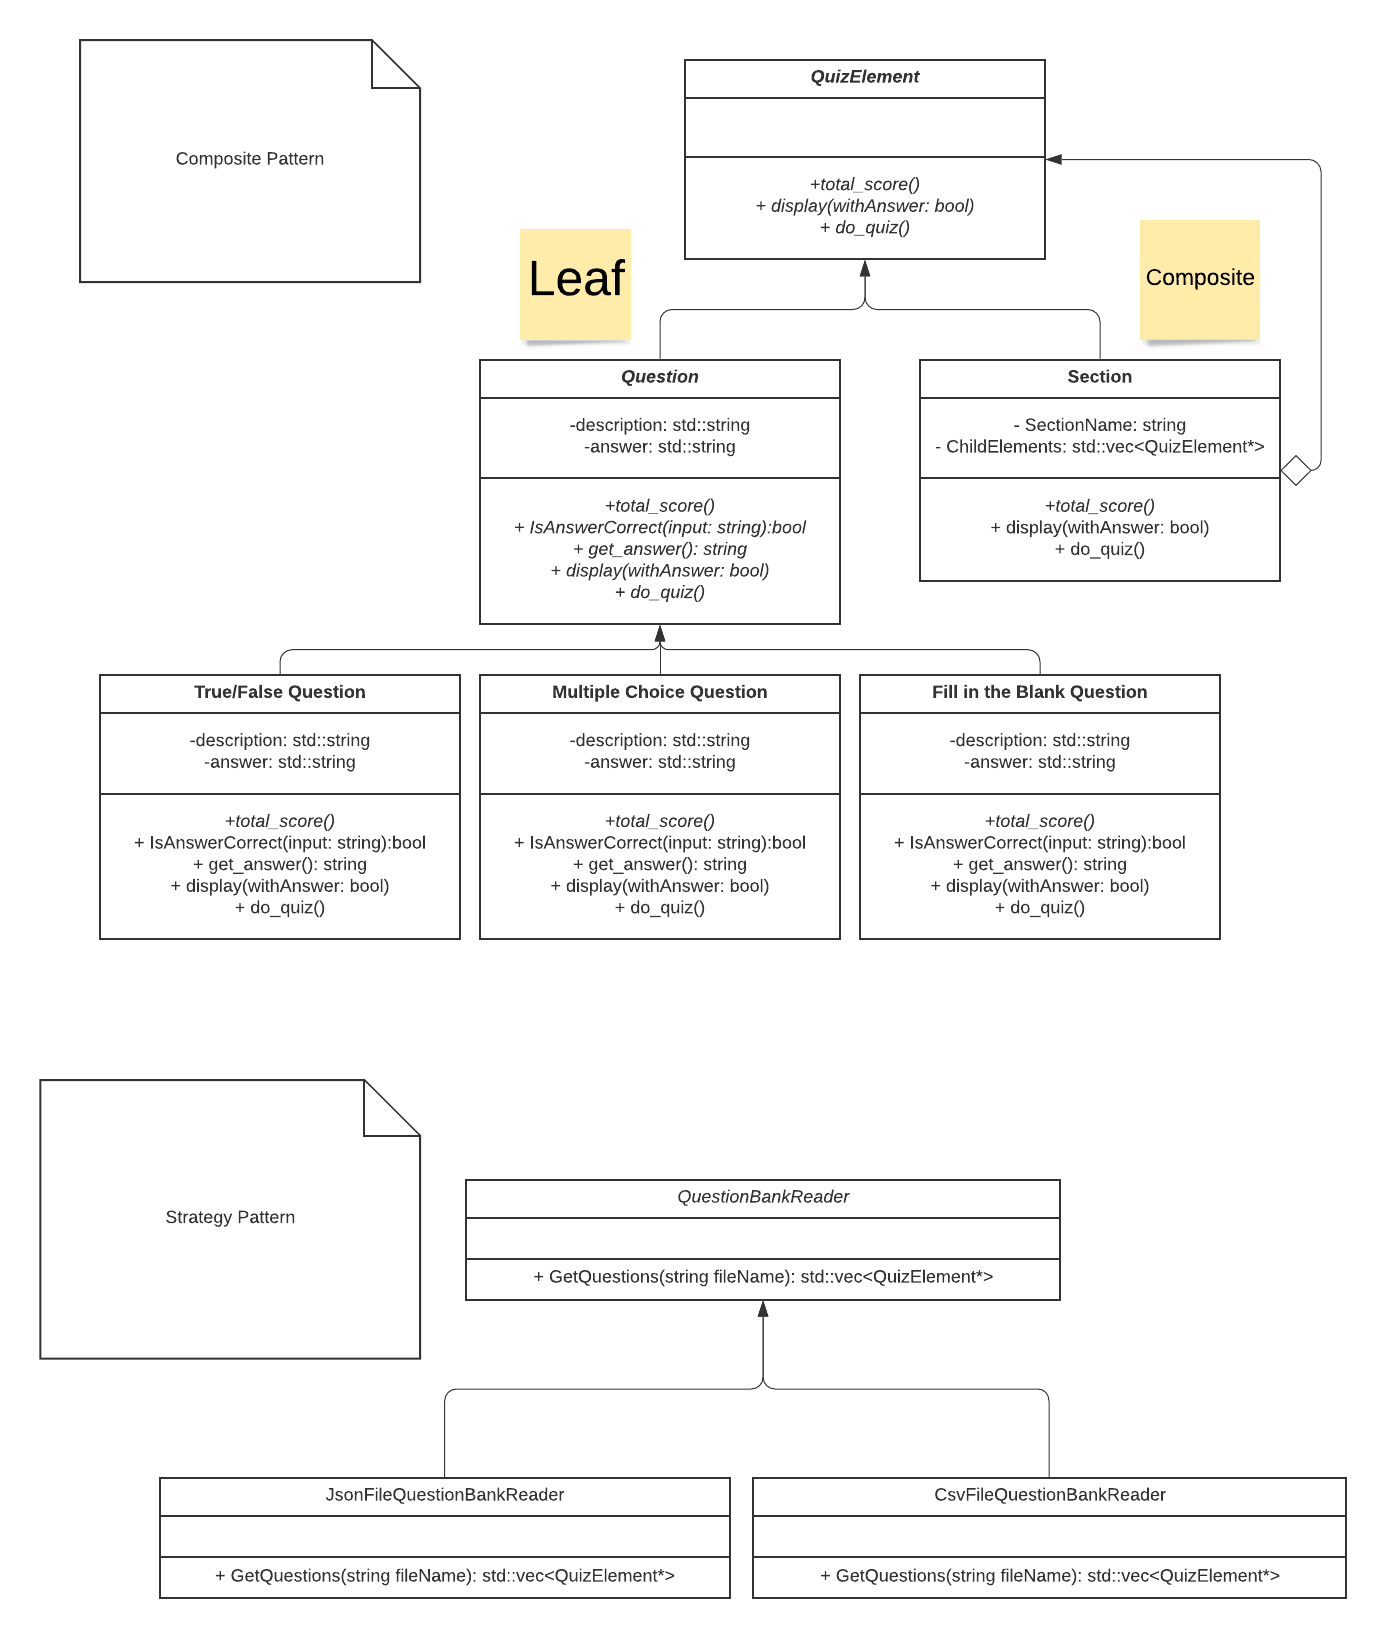 Composite Pattern
QuizElement
+total_score()
+ display(withAnswer: bool)
+ do_quiz()
Leaf
Composite
Question
-description: std::string
-answer: std::string
+total_score()
+ IsAnswerCorrect(input: string):bool
+ get_answer(): string
+ display(withAnswer: bool)
+ do_quiz()
Section
- SectionName: string
- ChildElements: std::vec<QuizElement*>
+total_score()
+ display(withAnswer: bool)
+ do_quiz()
True/False Question
-description: std::string
-answer: std::string
+total_score()
+ IsAnswerCorrect(input: string):bool
+ get_answer(): string
+ display(withAnswer: bool)
+ do_quiz()
Multiple Choice Question
-description: std::string
-answer: std::string
+total_score()
+ IsAnswerCorrect(input: string):bool
+ get_answer(): string
+ display(withAnswer: bool)
+ do_quiz()
Fill in the Blank Question
-description: std::string
-answer: std::string
+total_score()
+ IsAnswerCorrect(input: string):bool
+ get_answer(): string
+ display(withAnswer: bool)
+ do_quiz()
Strategy Pattern
QuestionBankReader
+ GetQuestions(string fileName): std::vec<QuizElement*>
JsonFileQuestionBankReader
+ GetQuestions(string fileName): std::vec<QuizElement*>
CsvFileQuestionBankReader
+ GetQuestions(string fileName): std::vec<QuizElement*>